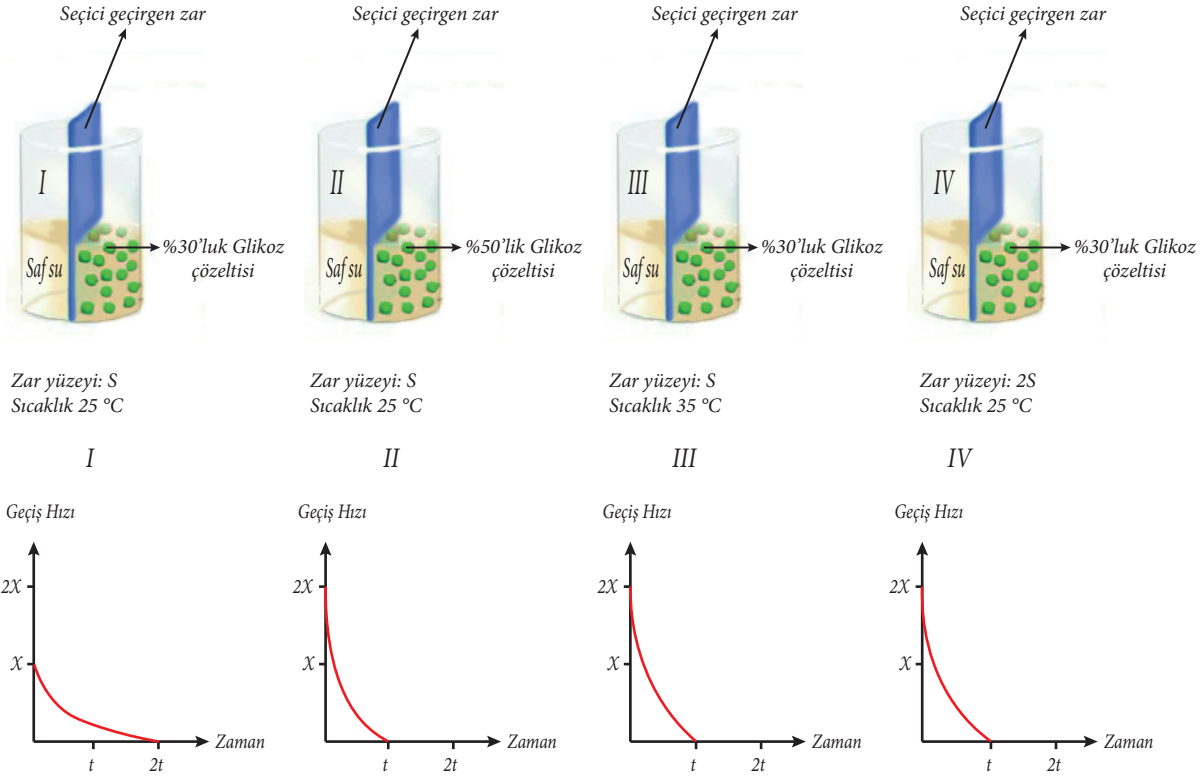 Seçici geçirgen zar
Seçici geçirgen zar
Seçici geçirgen zar
Seçici geçirgen zar
I
Saf su
%30'luk Glikoz
çözeltisi
II
Saf su
%50'lik Glikoz
çözeltisi
III
Saf su
%30'luk Glikoz
çözeltisi
IV
Saf su
%30'luk Glikoz
çözeltisi
Zar yüzeyi: S
Sıcaklık 25 °C
Zar yüzeyi: S
Sıcaklık 25 °C
Zar yüzeyi: S
Sıcaklık 35 °C
Zar yüzeyi: 2S
Sıcaklık 25 °C
I
II
III
IV
Geçiş Hızı
2X
X
t
2t
Zaman
Geçiş Hızı
2X
X
t
2t
Zaman
Geçiş Hızı
2X
X
t
2t
Zaman
Geçiş Hızı
2X
X
t
2t
Zaman